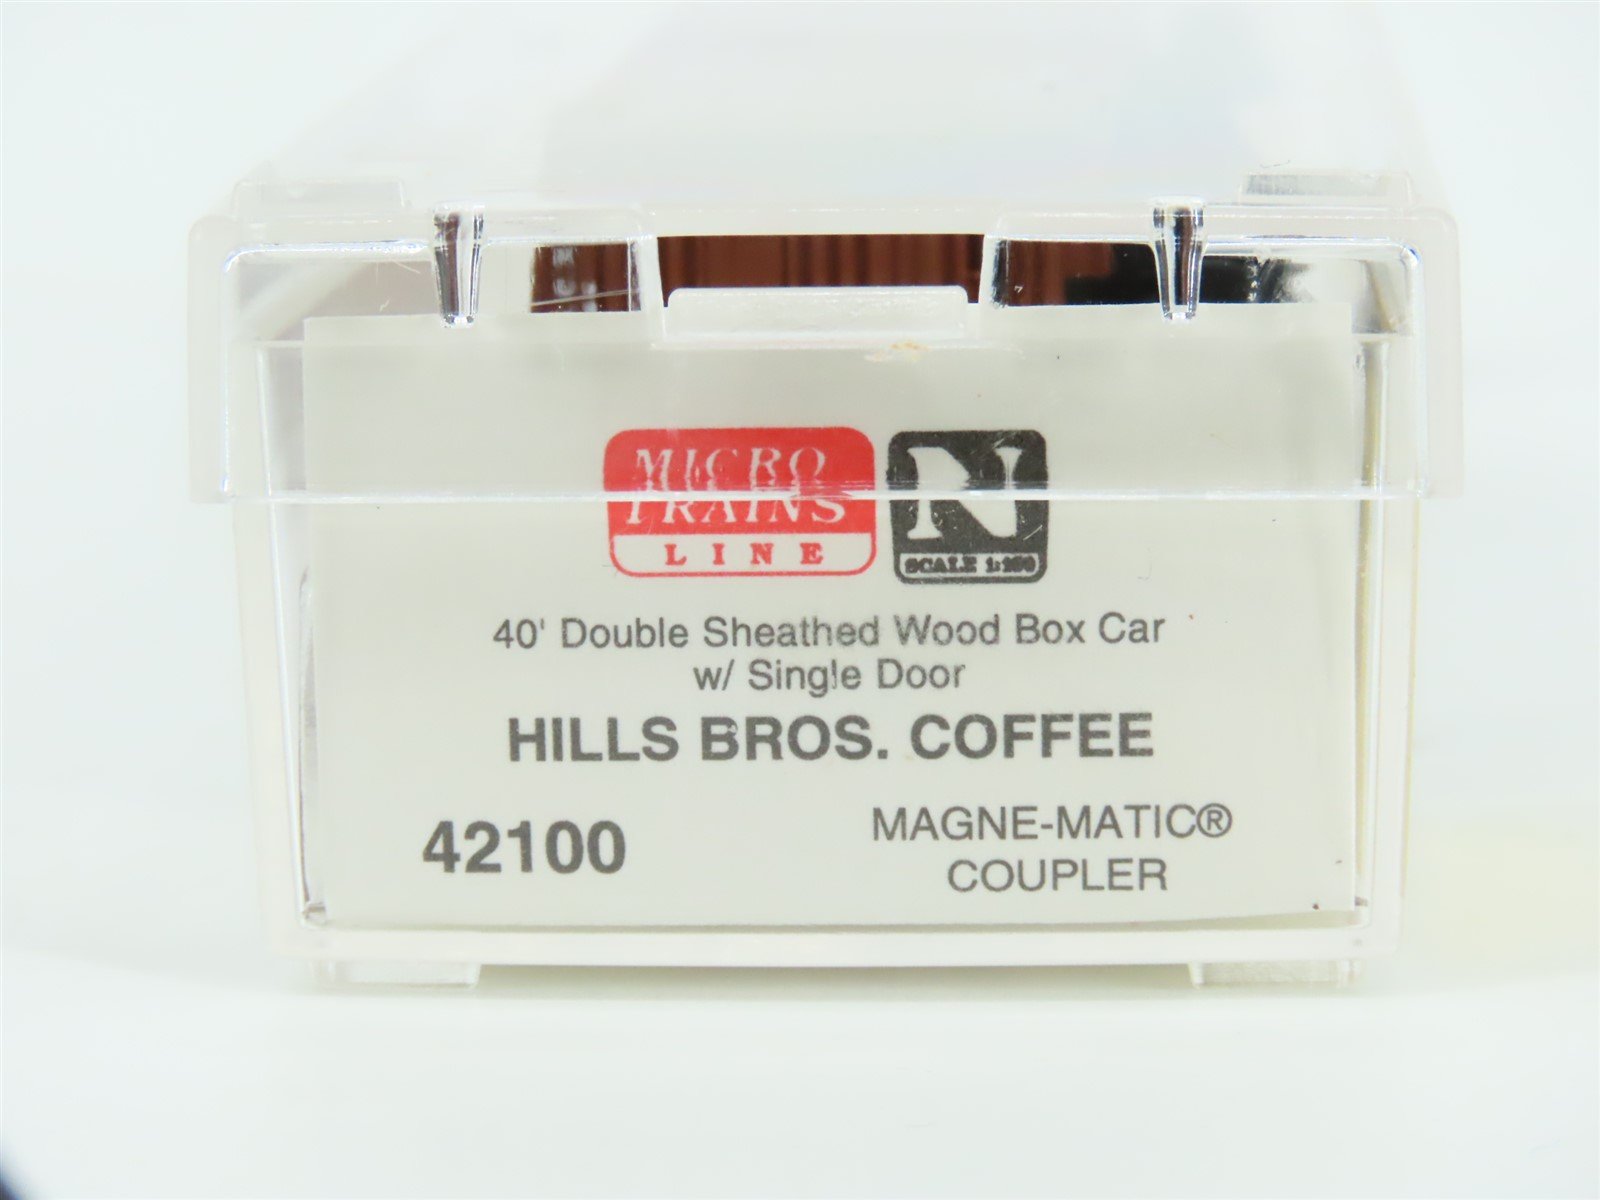 MICRO
TRAINS
LINE
N
SCALE 1:160
40' Double Sheathed Wood Box Car
w/ Single Door
HILLS BROS. COFFEE
42100
MAGNE-MATIC®
COUPLER